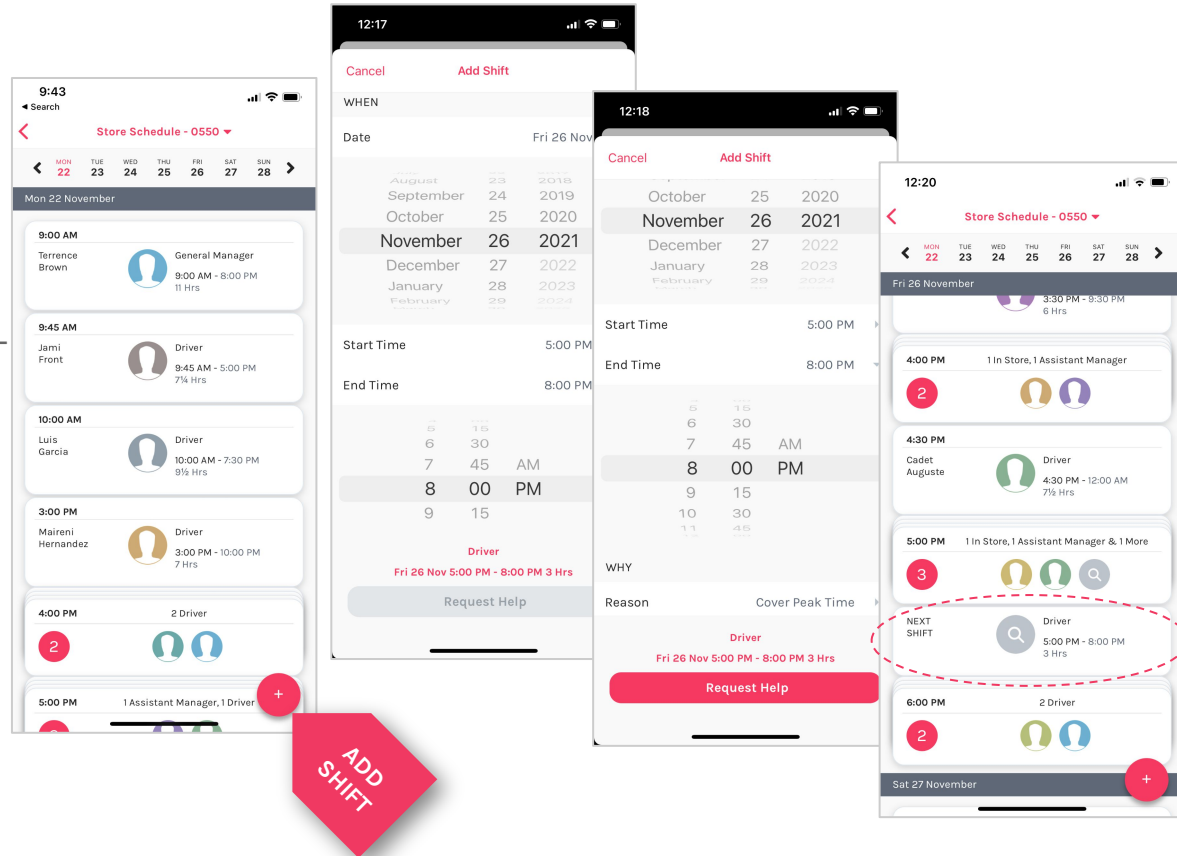 9:43
◀ Search
Store Schedule - 0550
MON TUE WED THU FRI SAT SUN
22 23 24 25 26 27 28
Mon 22 November
9:00 AM
Terrence Brown
General Manager
9:00 AM - 8:00 PM
11 Hrs
9:45 AM
Jami Front
Driver
9:45 AM - 5:00 PM
7¼ Hrs
10:00 AM
Luis Garcia
Driver
10:00 AM - 7:30 PM
9½ Hrs
3:00 PM
Maireni Hernandez
Driver
3:00 PM - 10:00 PM
7 Hrs
4:00 PM 2 Driver
2
5:00 PM 1 Assistant Manager, 1 Driver
+
ADD SHIFT
12:17
Cancel Add Shift
WHEN
Date Fri 26 Nov
August 23 2018
September 24 2019
October 25 2020
November 26 2021
December 27 2022
January 28 2023
February 29 2024
Start Time 5:00 PM
End Time 8:00 PM
5 15
6 30
7 45 AM
8 00 PM
9 15
Driver
Fri 26 Nov 5:00 PM - 8:00 PM 3 Hrs
Request Help
12:18
Cancel Add Shift
October 25 2020
November 26 2021
December 27 2022
January 28 2023
February 29 2024
Start Time 5:00 PM
End Time 8:00 PM
5 15
6 30
7 45 AM
8 00 PM
9 15
10 30
11 45
WHY
Reason Cover Peak Time
Driver
Fri 26 Nov 5:00 PM - 8:00 PM 3 Hrs
Request Help
12:20
Store Schedule - 0550
MON TUE WED THU FRI SAT SUN
22 23 24 25 26 27 28
Fri 26 November
3:30 PM - 9:30 PM
6 Hrs
4:00 PM 1 In Store, 1 Assistant Manager
2
4:30 PM
Cadet Auguste
Driver
4:30 PM - 12:00 AM
7½ Hrs
5:00 PM 1 In Store, 1 Assistant Manager & 1 More
3
NEXT SHIFT
Driver
5:00 PM - 8:00 PM
3 Hrs
6:00 PM 2 Driver
2
Sat 27 November
+